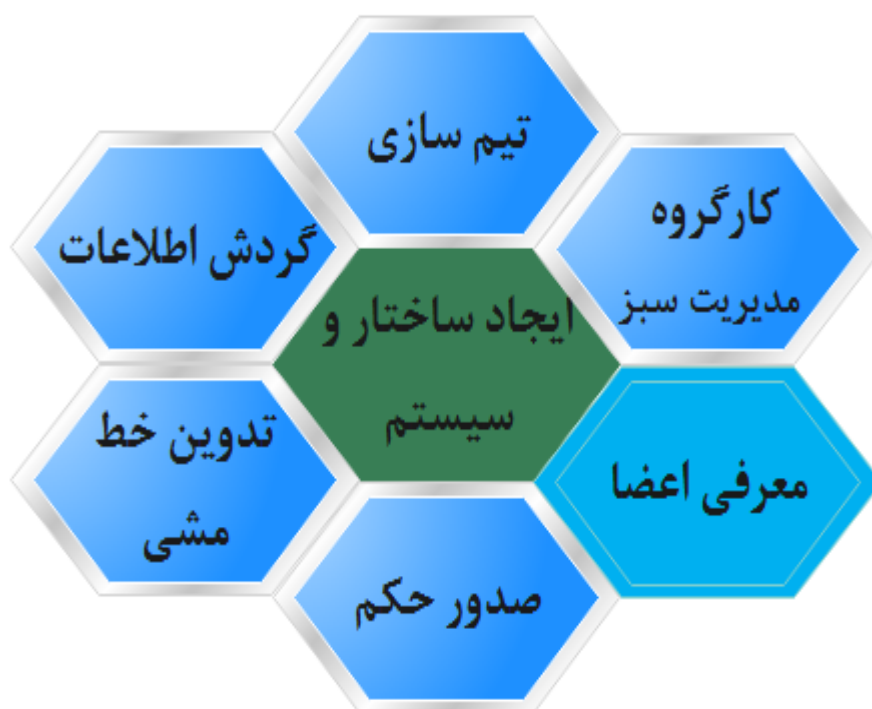 تیم سازی
کارگروه
مدیریت سبز
گردش اطلاعات
ایجاد ساختار و
سیستم
معرفی اعضا
تدوین خط
مشی
صدور حکم